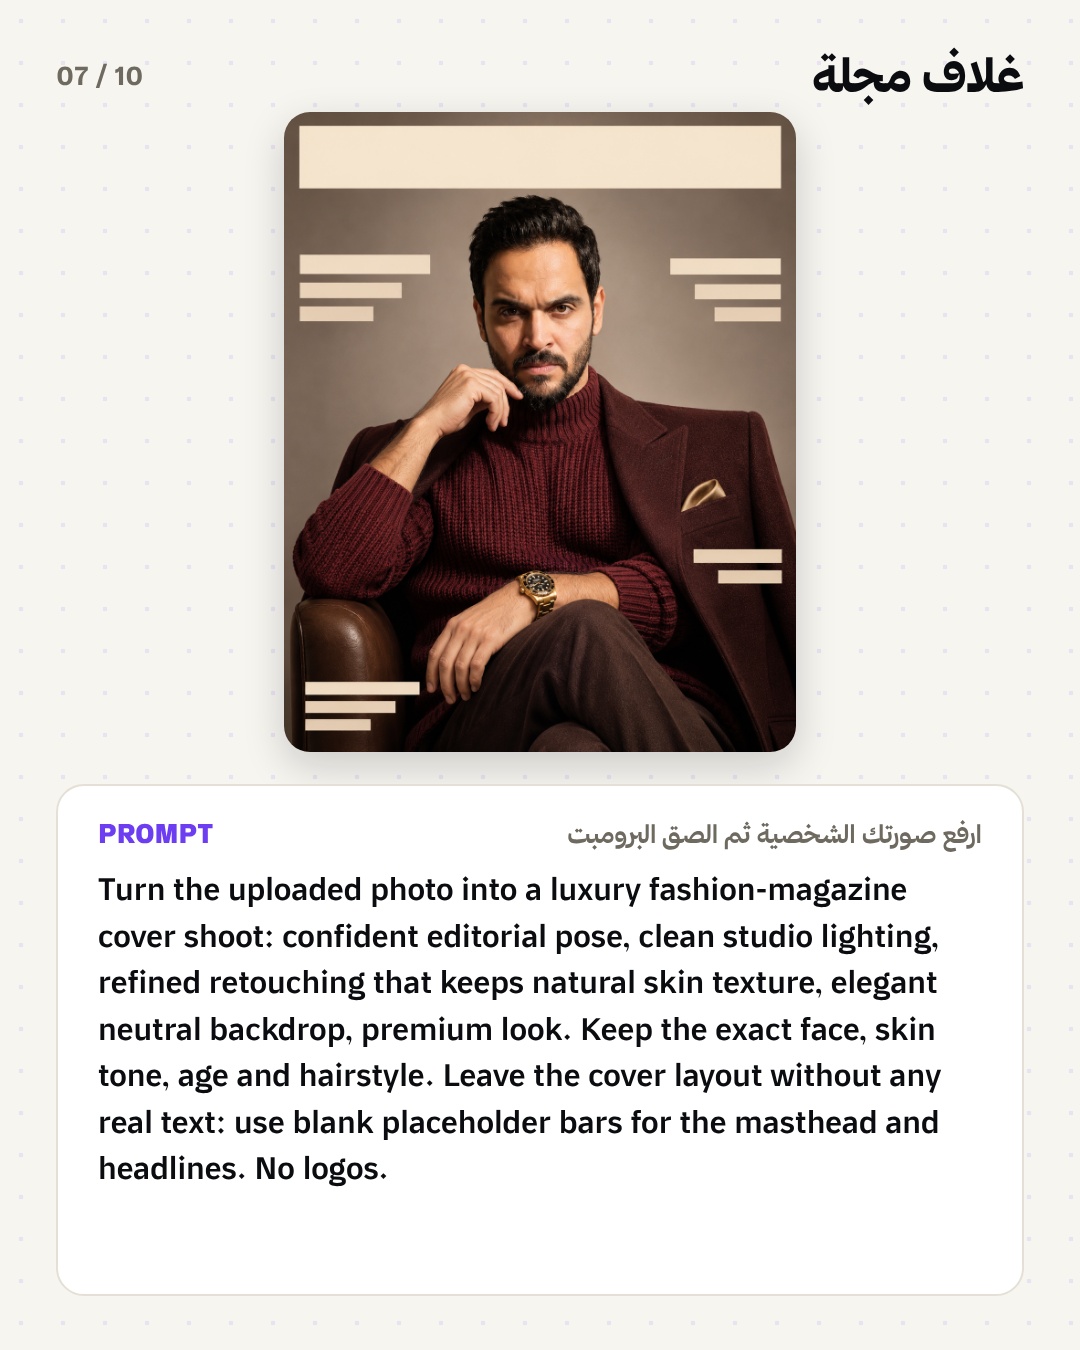 غلاف مجلة
07 / 10
PROMPT
ارفع صورتك الشخصية ثم الصق البرومبت
Turn the uploaded photo into a luxury fashion-magazine
cover shoot: confident editorial pose, clean studio lighting,
refined retouching that keeps natural skin texture, elegant
neutral backdrop, premium look. Keep the exact face, skin
tone, age and hairstyle. Leave the cover layout without any
real text: use blank placeholder bars for the masthead and
headlines. No logos.